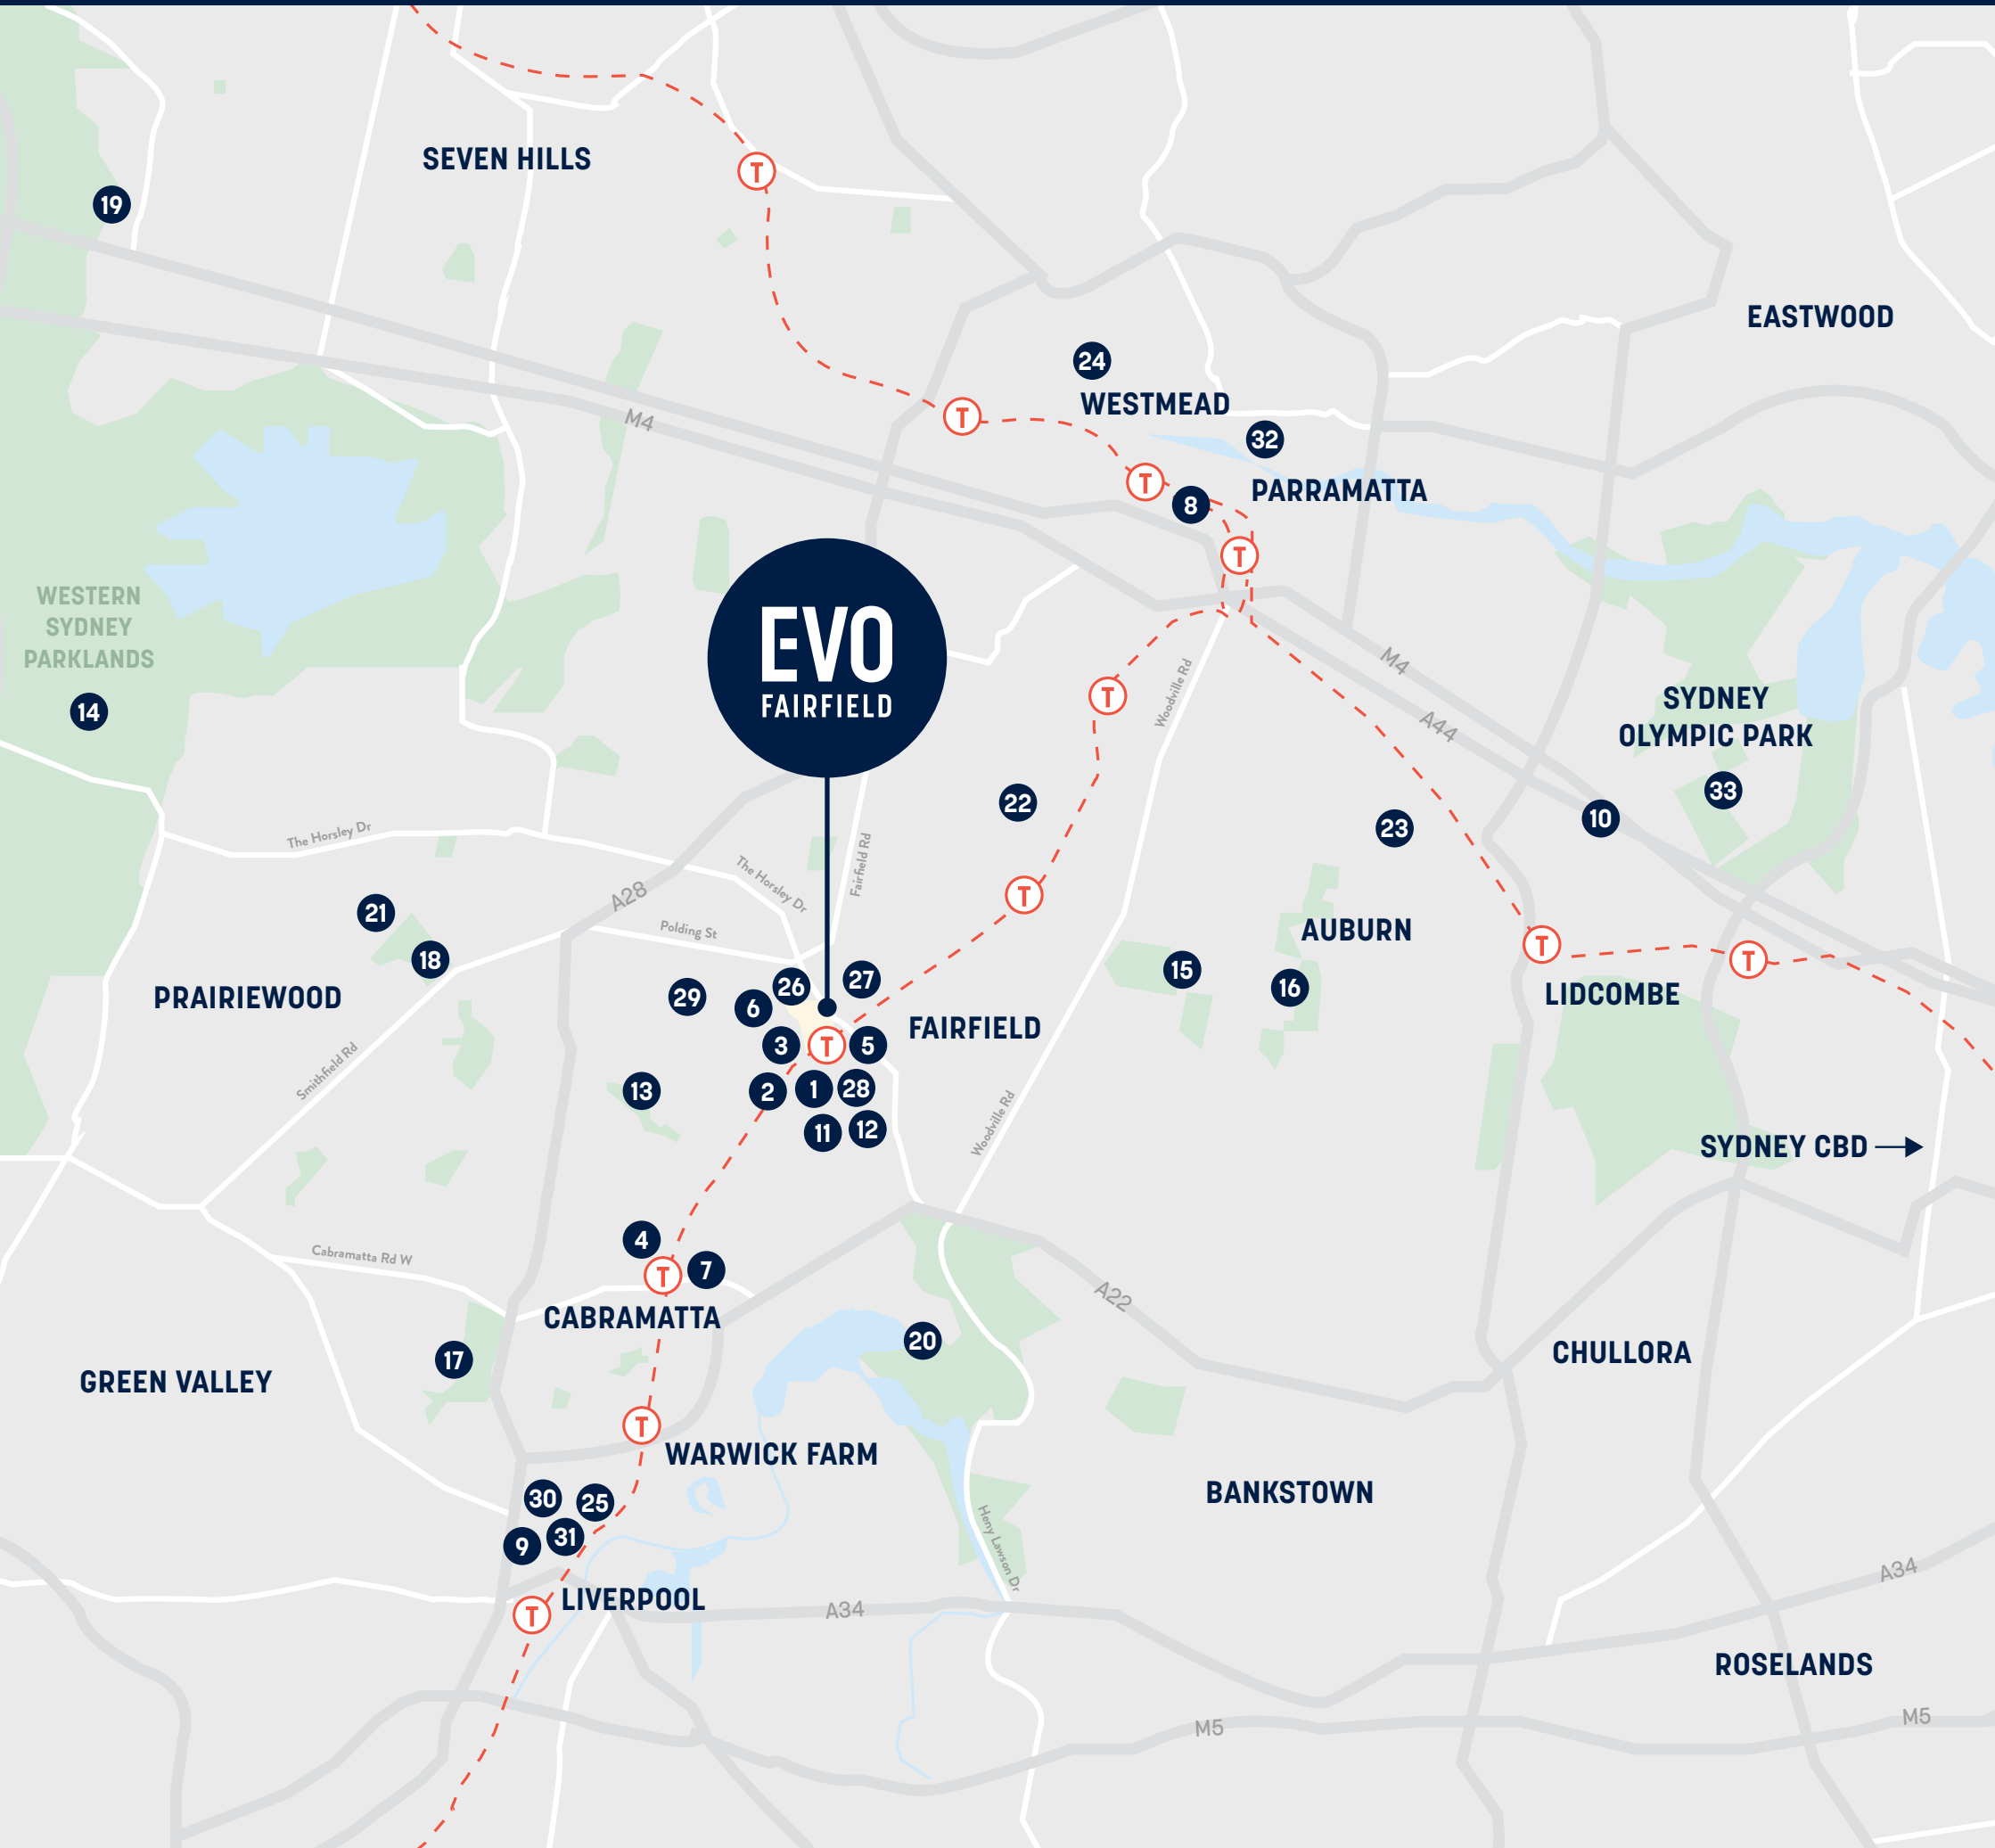 SEVEN HILLS
T
19
EASTWOOD
24
WESTMEAD
T
M4
32
T
8
PARRAMATTA
T
WESTERN
SYDNEY
PARKLANDS
14
EVO
FAIRFIELD
T
Woodville Rd
M4
A44
SYDNEY
OLYMPIC PARK
33
22
23
10
The Horsley Dr
The Horsley Dr
Fairfield Rd
A28
T
21
18
Polding St
AUBURN
T
T
15
16
LIDCOMBE
PRAIRIEWOOD
29
26
27
6
FAIRFIELD
3
T
5
Smithfield Rd
13
2
1
28
11
12
Woodville Rd
SYDNEY CBD
4
T
7
Cabramatta Rd W
CABRAMATTA
A22
20
17
GREEN VALLEY
CHULLORA
T
WARWICK FARM
BANKSTOWN
30
25
9
31
Heny Lawson Dr
LIVERPOOL
T
A34
A34
ROSELANDS
M5
M5